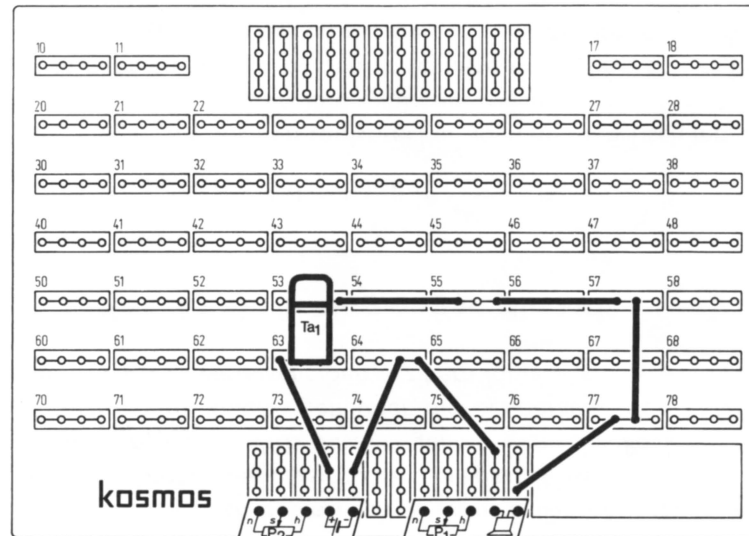 10 11 17 18
20 21 22 27 28
30 31 32 33 34 35 36 37 38
40 41 42 43 44 45 46 47 48
50 51 52 53 54 55 56 57 58
Ta1
60 61 62 63 64 65 66 67 68
70 71 72 73 74 75 76 77 78
kosmos
n s h + - n s h
P2 P1